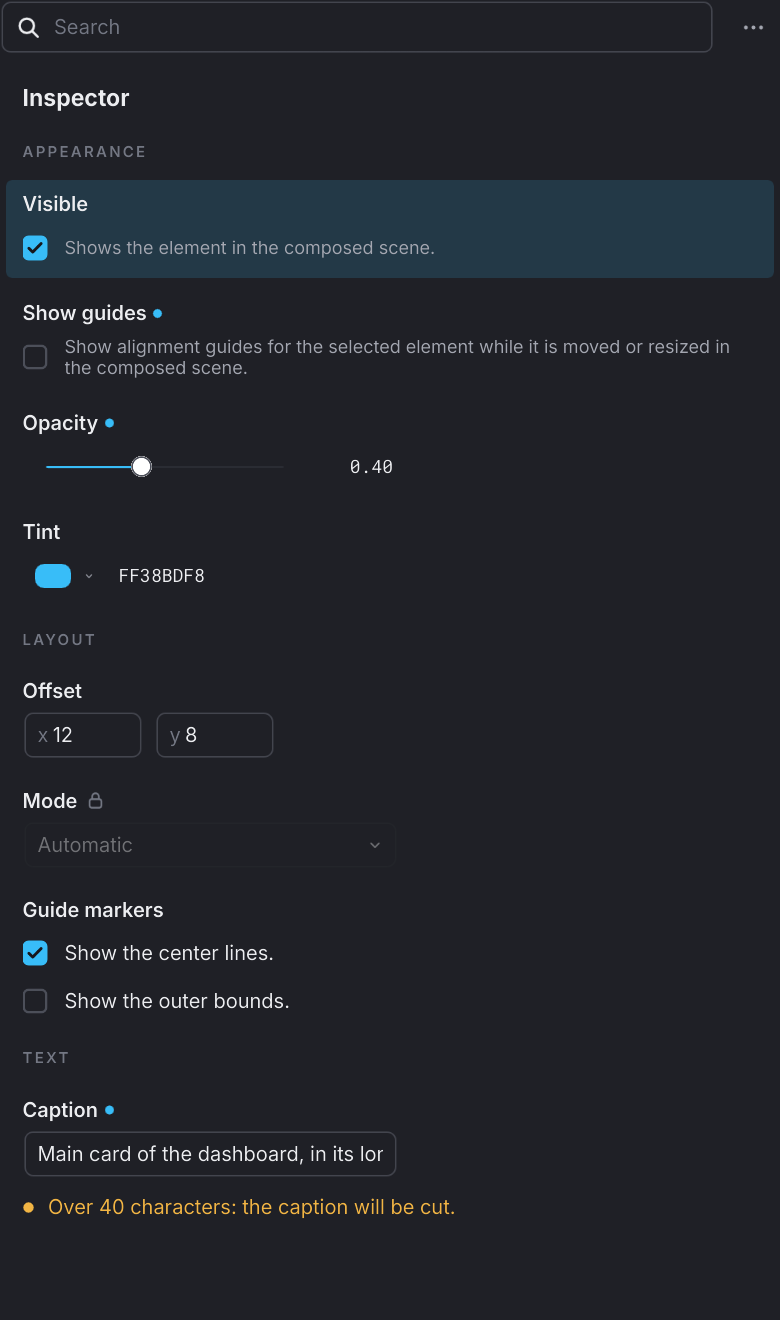 Search
Inspector
APPEARANCE
Visible
Shows the element in the composed scene.
Show guides
Show alignment guides for the selected element while it is moved or resized in
the composed scene.
Opacity
0.40
Tint
FF38BDF8
LAYOUT
Offset
x 12 y 8
Mode
Automatic
Guide markers
Show the center lines.
Show the outer bounds.
TEXT
Caption
Main card of the dashboard, in its lor
Over 40 characters: the caption will be cut.